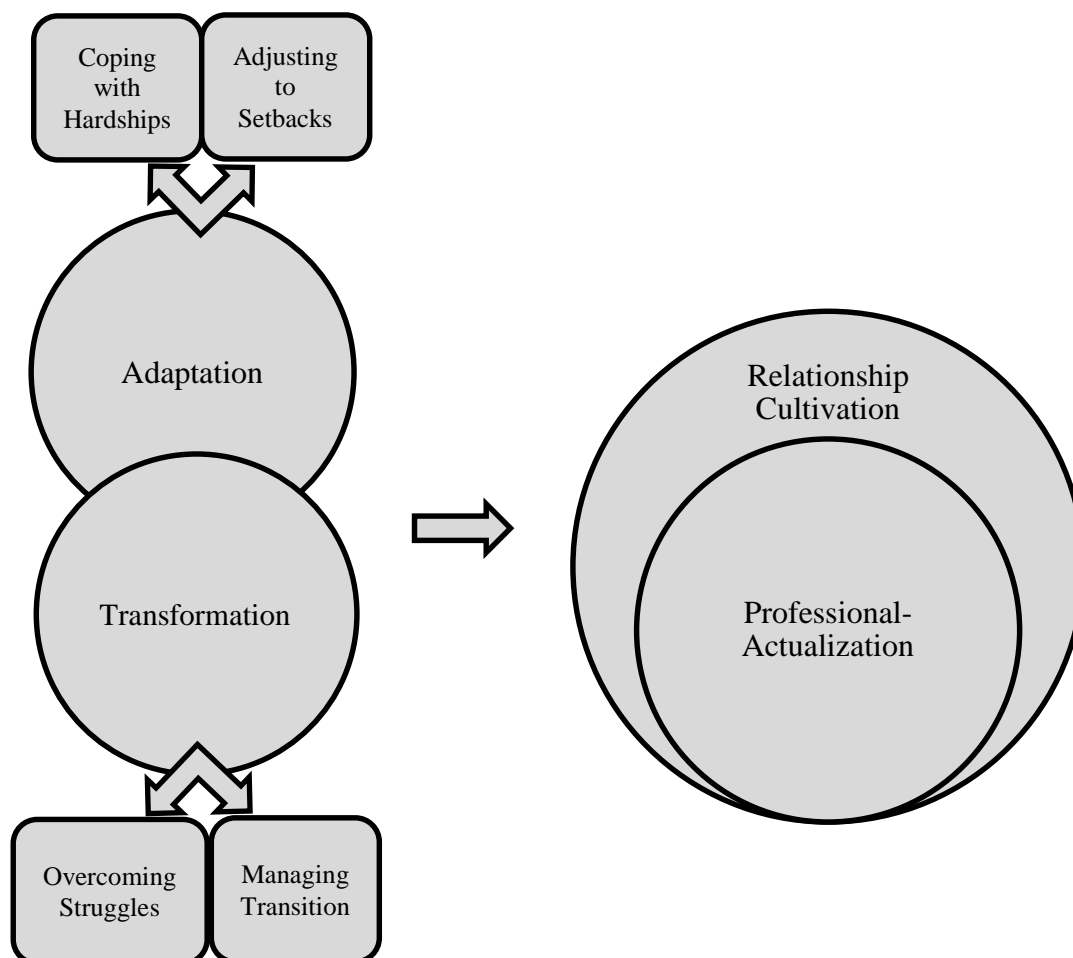 Coping
with
Hardships
Adjusting
to
Setbacks
Adaptation
Relationship
Cultivation
Transformation
Professional-
Actualization
Overcoming
Struggles
Managing
Transition